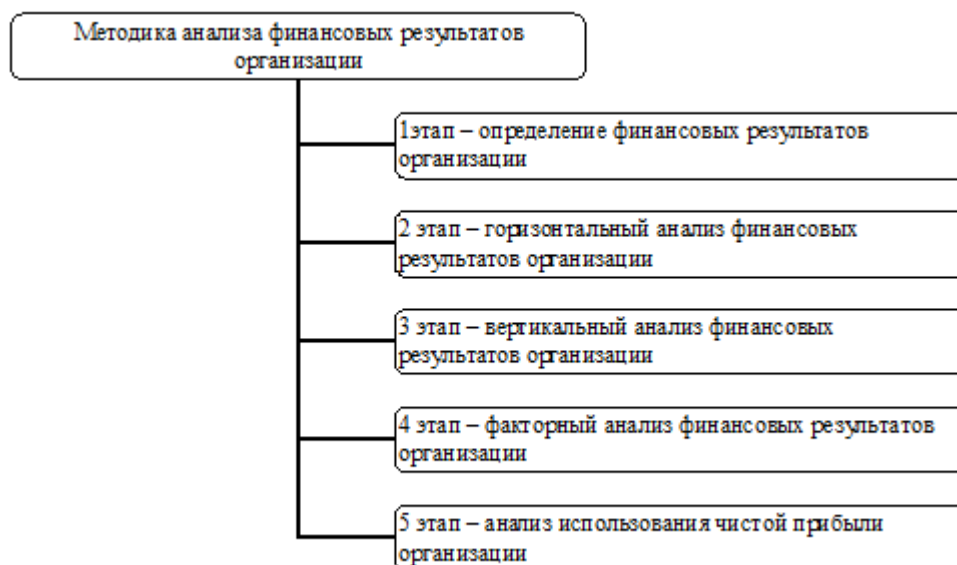 Методика анализа финансовых результатов
организации
1этап – определение финансовых результатов
организации
2 этап – горизонтальный анализ финансовых
результатов организации
3 этап – вертикальный анализ финансовых
результатов организации
4 этап – факторный анализ финансовых результатов
организации
5 этап – анализ использования чистой прибыли
организации